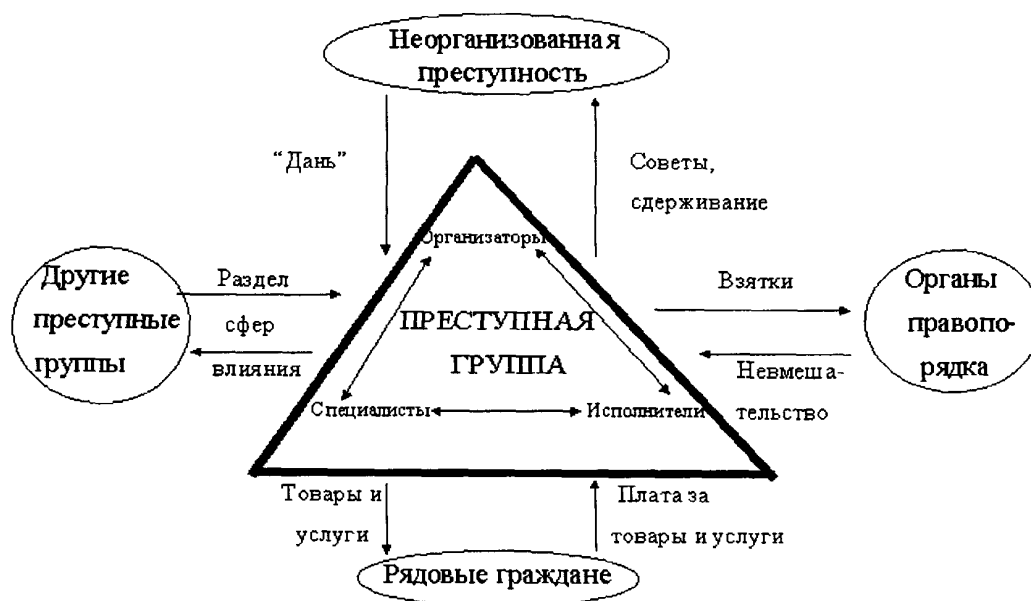 Неорганизованная
преступность
“Дань”
Советы,
сдерживание
Организаторы
Другие
преступные
группы
Раздел
сфер
влияния
ПРЕСТУПНАЯ
ГРУППА
Взятки
Невмеша-
тельство
Органы
правопо-
рядка
Специалисты
Исполнители
Товары и
услуги
Плата за
товары и услуги
Рядовые граждане